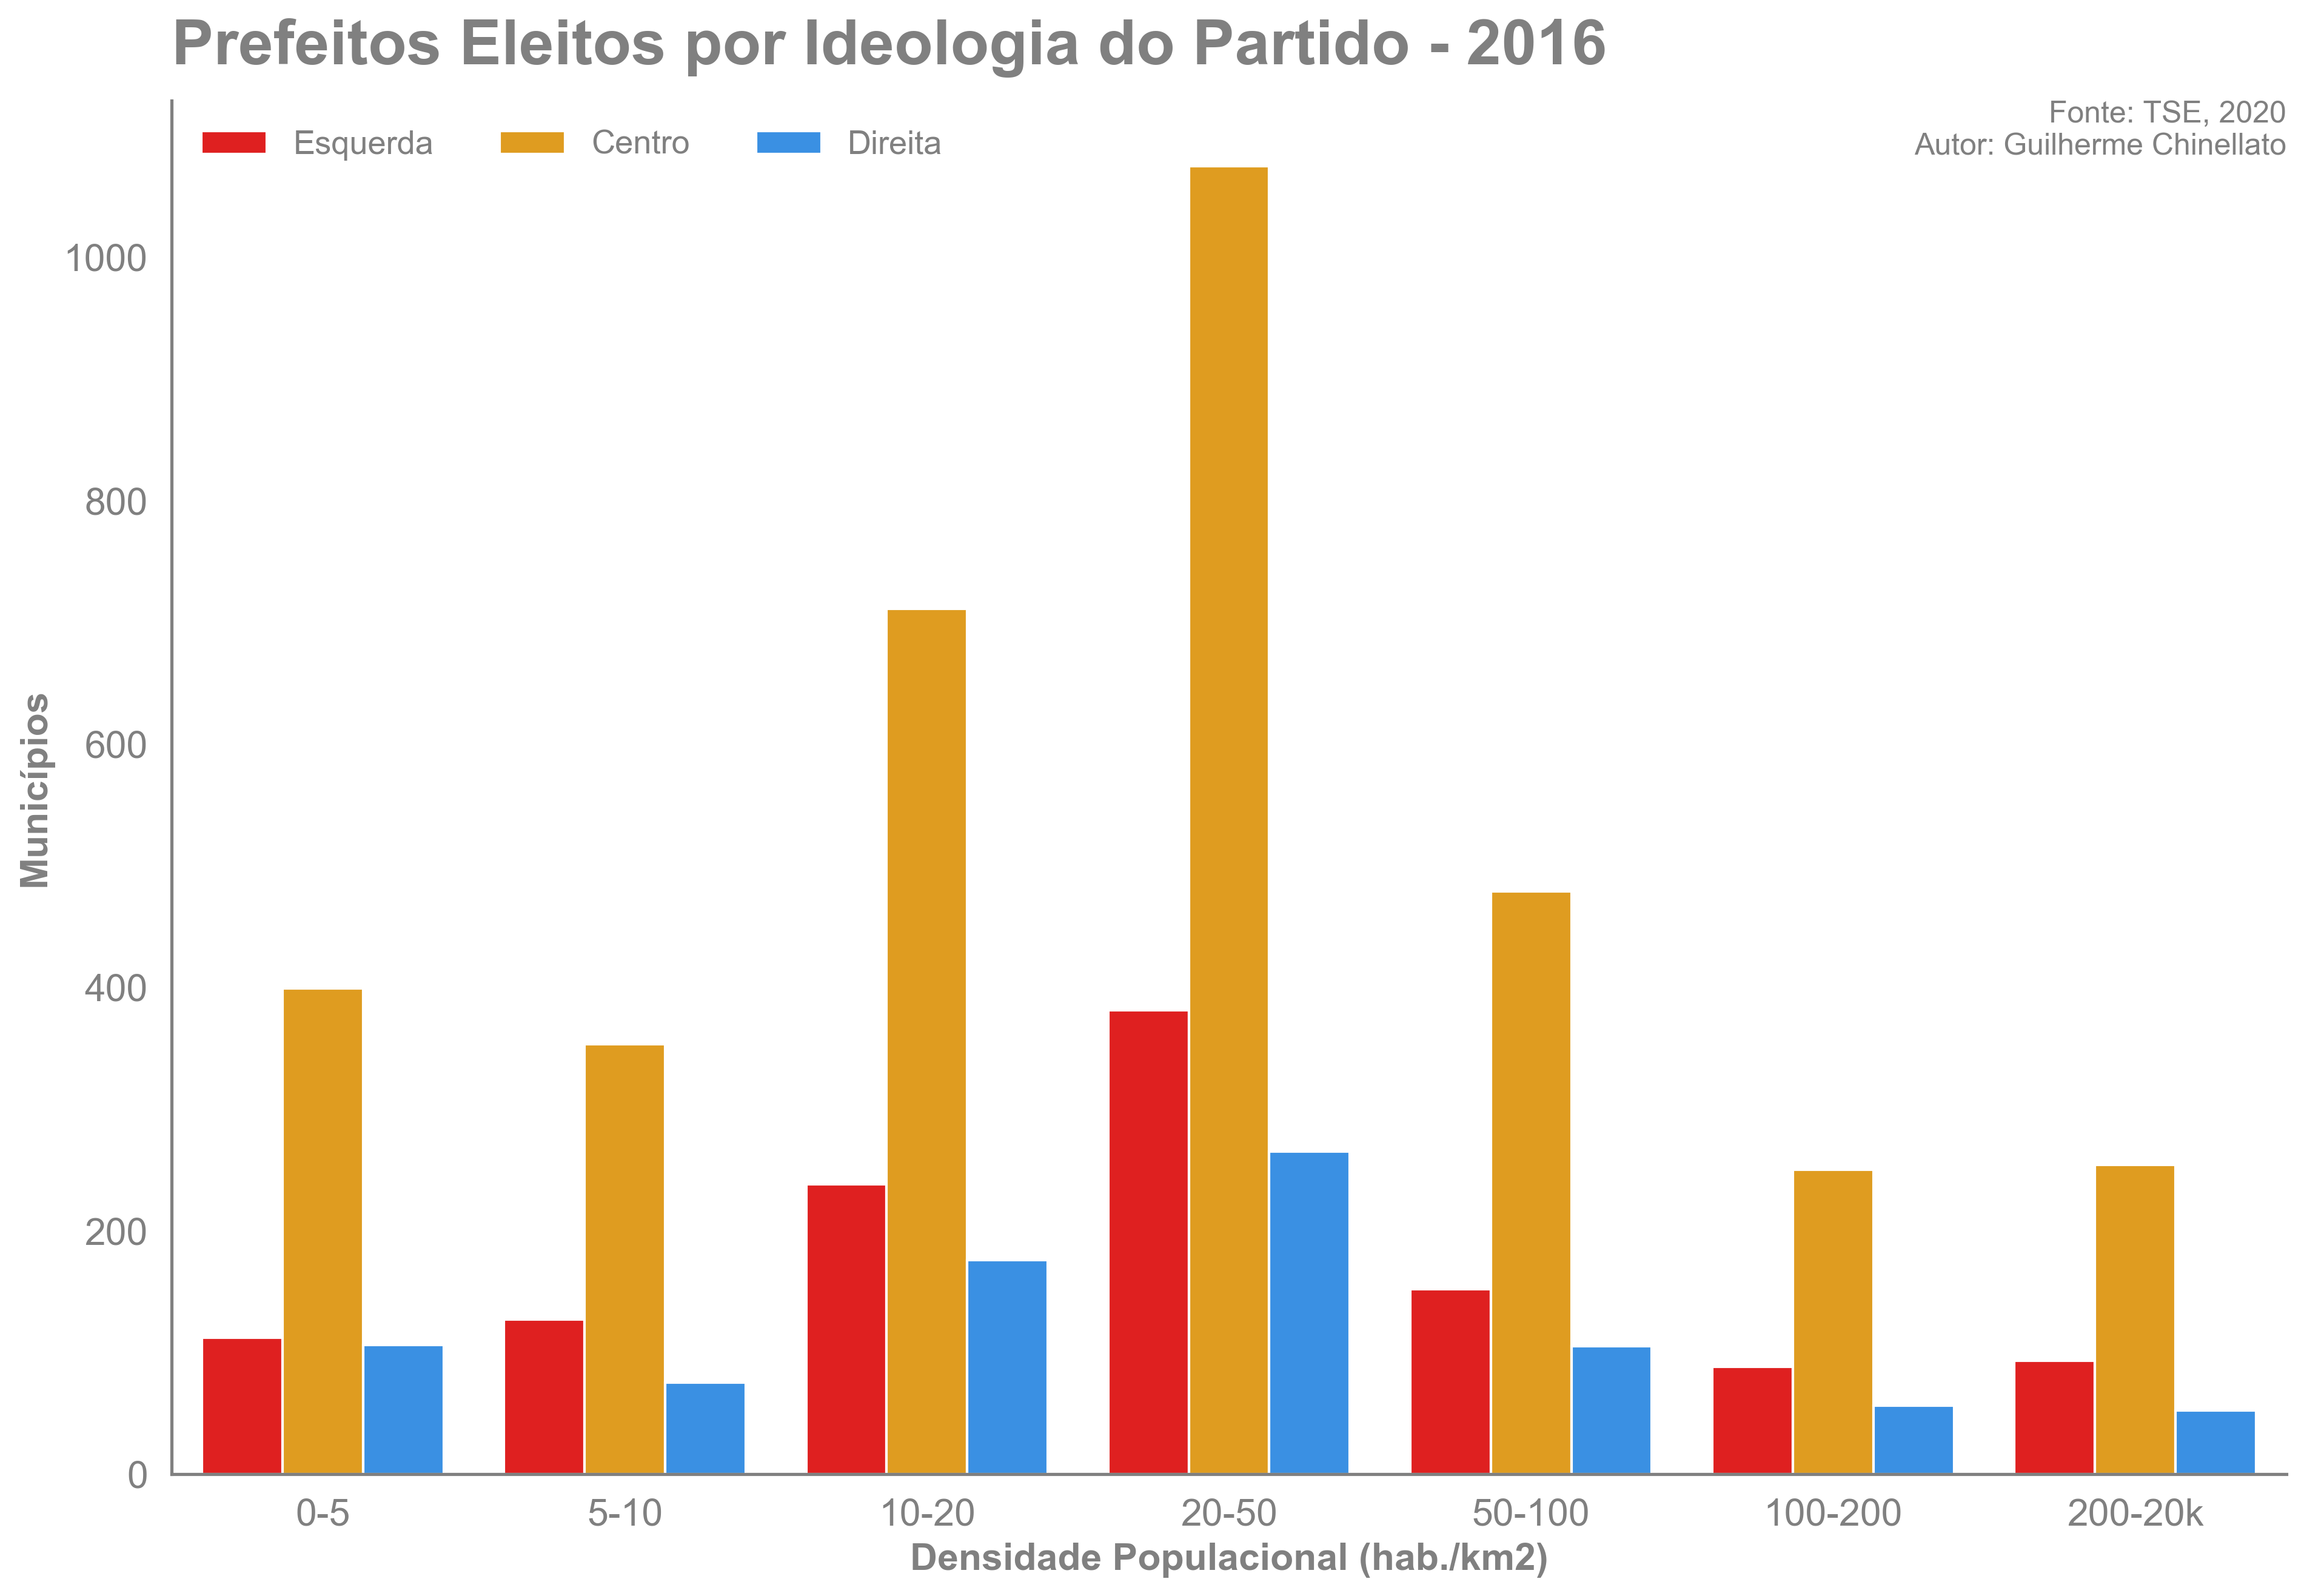 Prefeitos Eleitos por Ideologia do Partido - 2016
Fonte: TSE, 2020
Autor: Guilherme Chinellato
Esquerda
Centro
Direita
1000
800
600
400
200
0
Municípios
0-5
5-10
10-20
20-50
50-100
100-200
200-20k
Densidade Populacional (hab./km2)